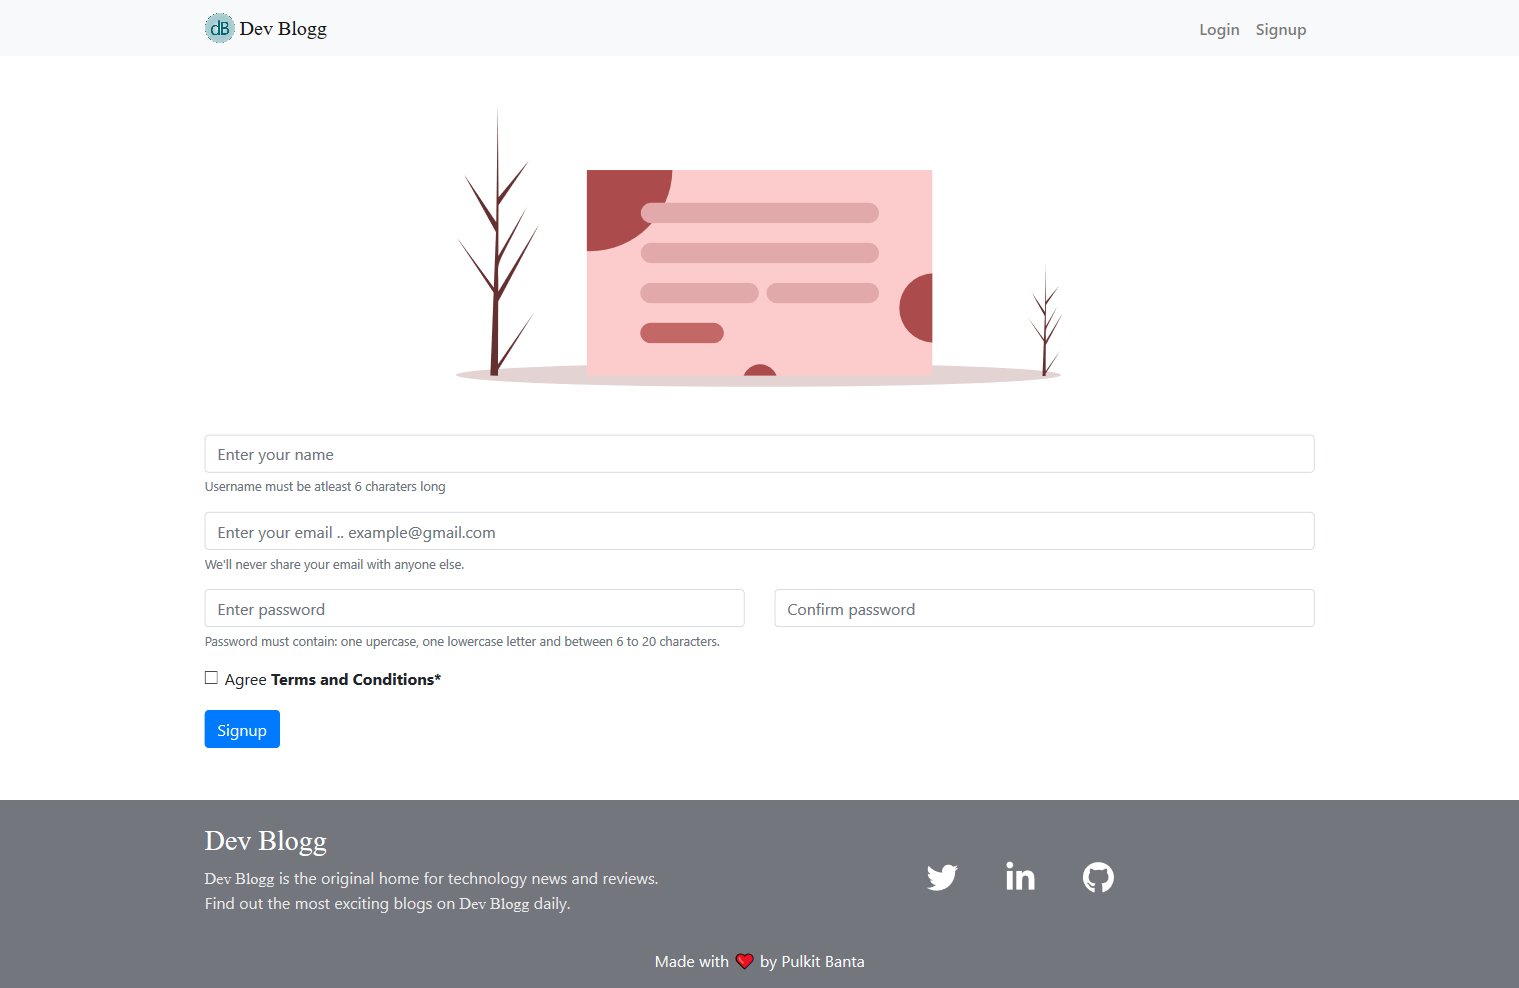 dB Dev Blogg
Login Signup
Enter your name
Username must be atleast 6 charaters long
Enter your email .. example@gmail.com
We'll never share your email with anyone else.
Enter password Confirm password
Password must contain: one upercase, one lowercase letter and between 6 to 20 characters.
Agree Terms and Conditions*
Signup
Dev Blogg
Dev Blogg is the original home for technology news and reviews.
Find out the most exciting blogs on Dev Blogg daily.
in
Made with ❤ by Pulkit Banta